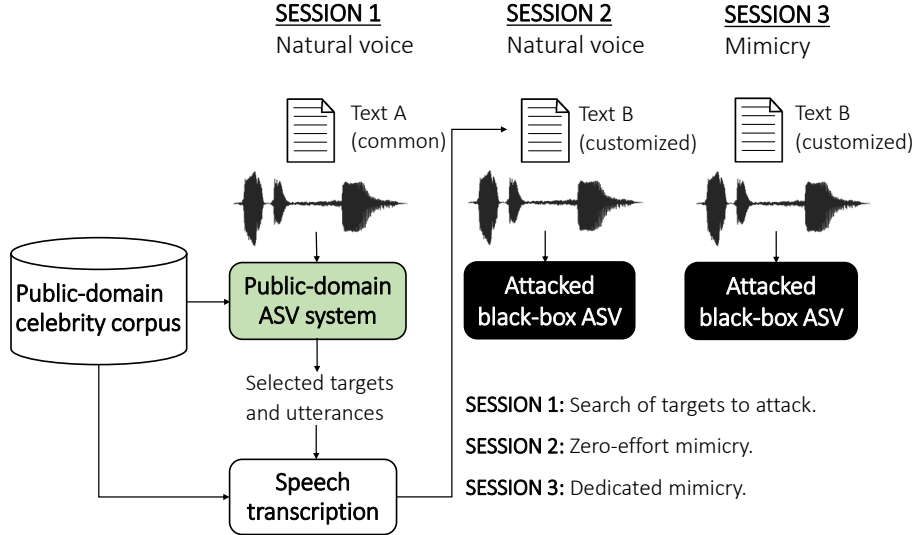 SESSION 1
Natural voice
SESSION 2
Natural voice
SESSION 3
Mimicry
Text A
(common)
Text B
(customized)
Text B
(customized)
Public-domain
celebrity corpus
Public-domain
ASV system
Attacked
black-box ASV
Attacked
black-box ASV
Selected targets
and utterances
Speech
transcription
SESSION 1: Search of targets to attack.
SESSION 2: Zero-effort mimicry.
SESSION 3: Dedicated mimicry.